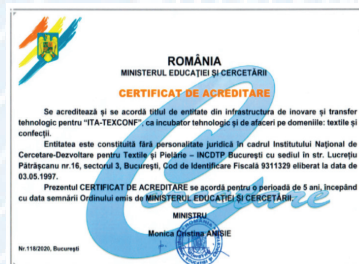 ROMÂNIA
MINISTERUL EDUCAȚIEI ȘI CERCETĂRII
CERTIFICAT DE ACREDITARE
Se acreditează și se acordă titlul de entitate din infrastructura de inovare și transfer
tehnologic pentru "ITA-TEXCONF", ca incubator tehnologic și de afaceri pe domeniile: textile și
confecții.
Entitatea este constituită fără personalitate juridică în cadrul Institutului Național de
Cercetare-Dezvoltare pentru Textile și Pielărie – INCDTP București cu sediul în str. Lucrețiu
Pătrășcanu nr.16, sectorul 3, București, Cod de Identificare Fiscală 9311329 eliberat la data de
03.05.1997.
Prezentul CERTIFICAT DE ACREDITARE se acordă pentru o perioadă de 5 ani, începând
cu data semnării Ordinului emis de MINISTERUL EDUCAȚIEI ȘI CERCETĂRII.
MINISTRU
Monica Cristina ANISIE
Cercetare
Nr.118/2020, București